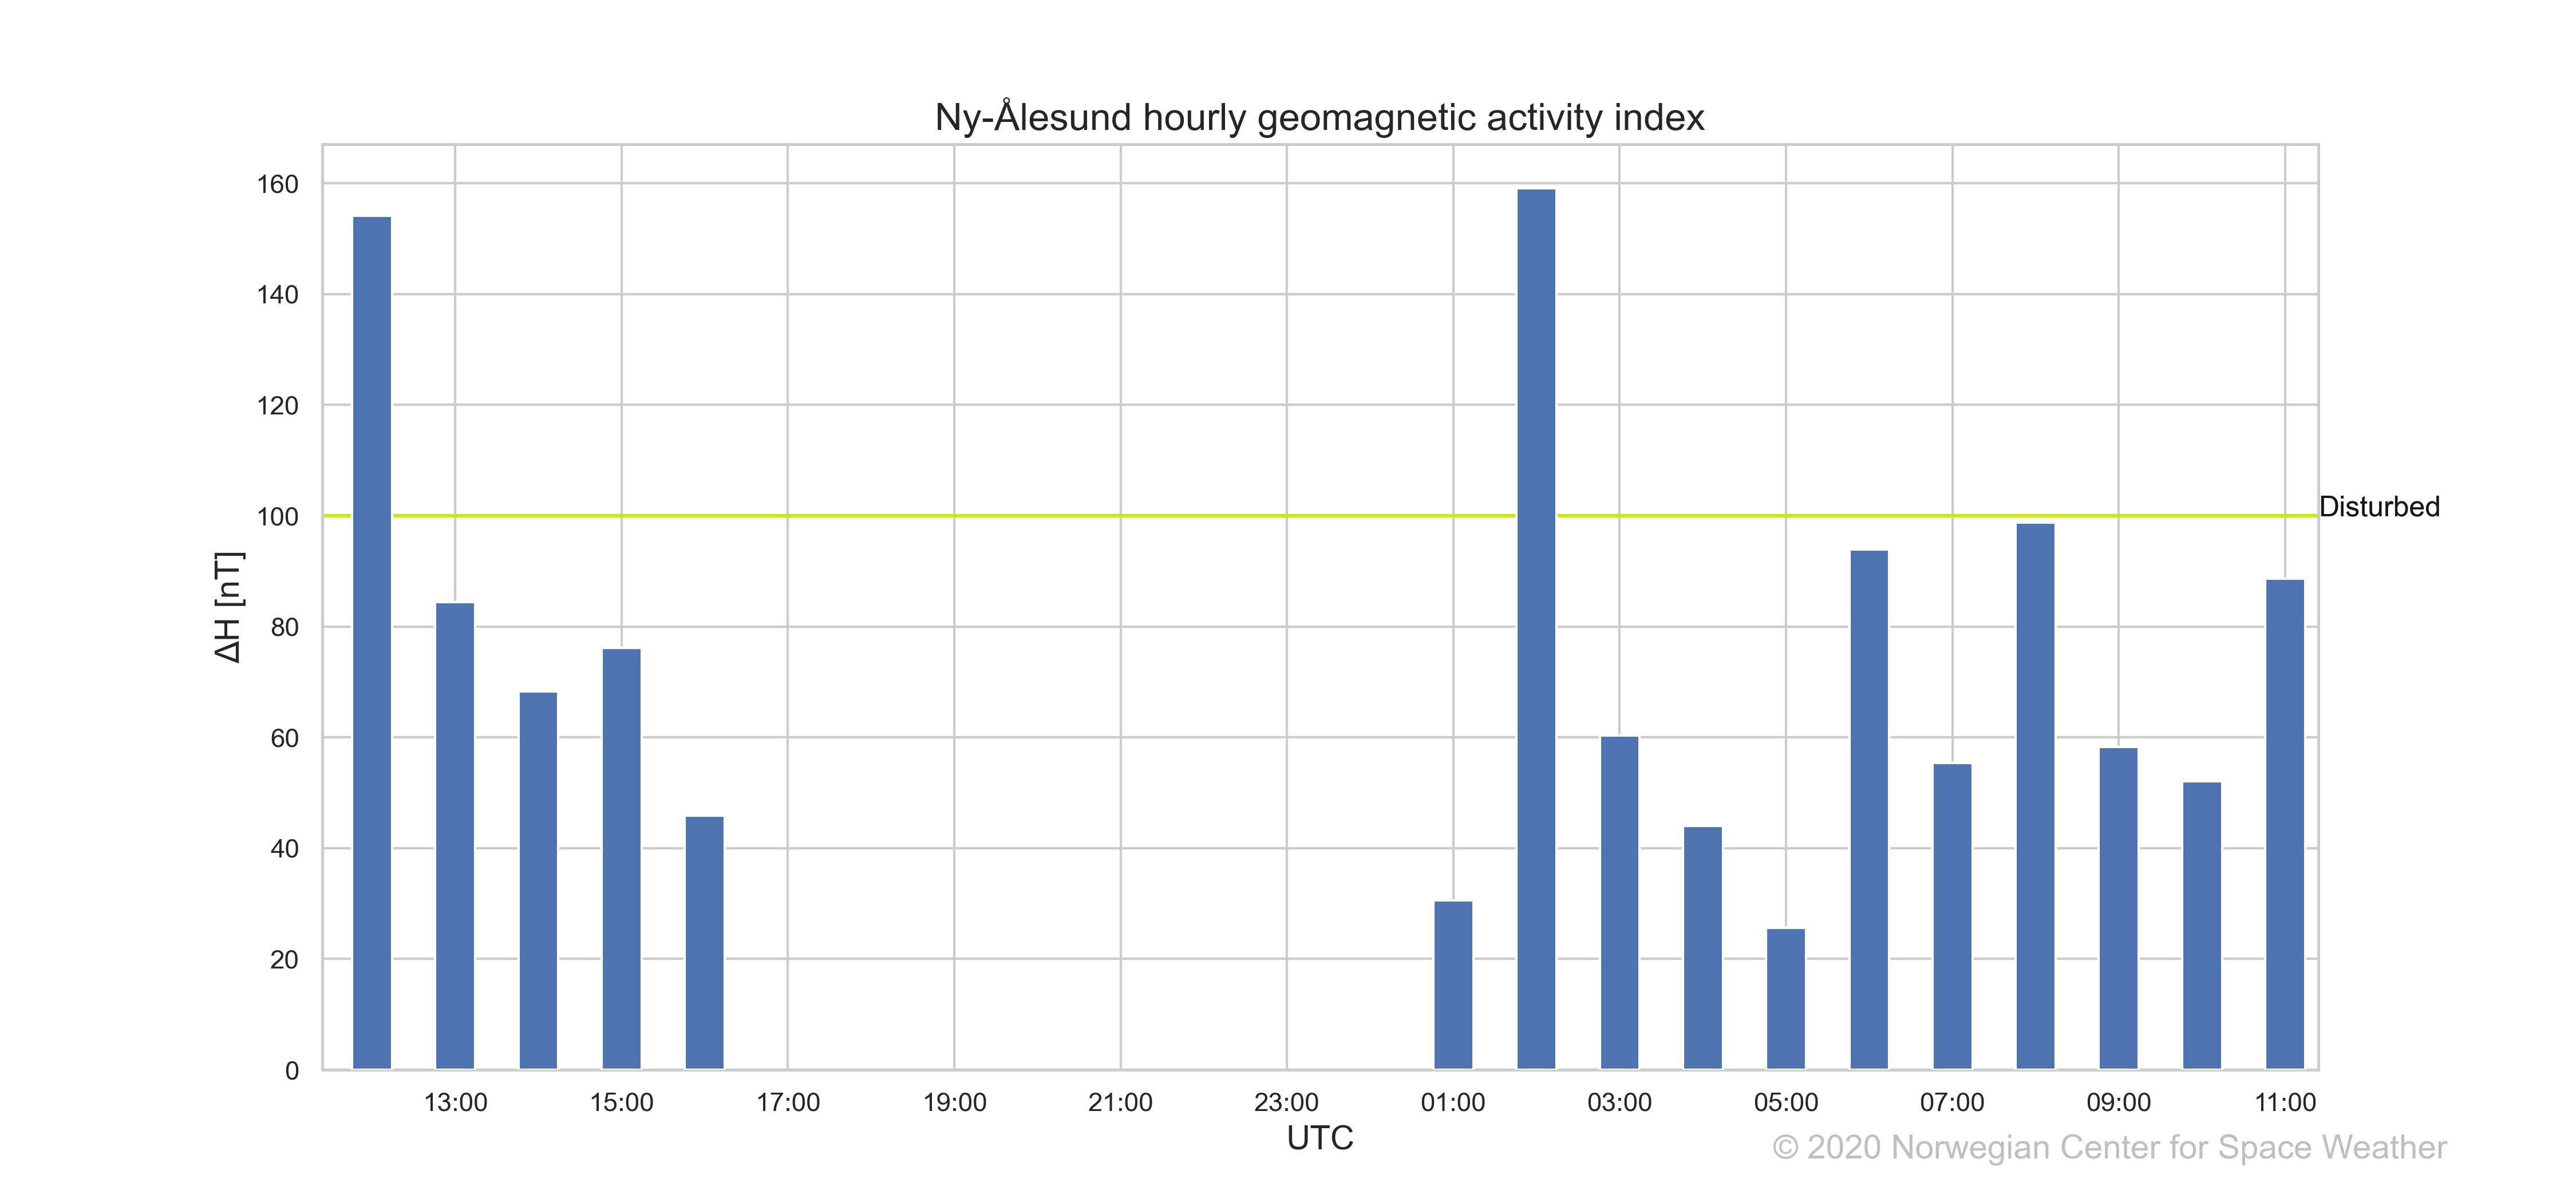 Ny-Ålesund hourly geomagnetic activity index
160
140
120
100
80
60
40
20
0
ΔH [nT]
Disturbed
13:00 15:00 17:00 19:00 21:00 23:00 01:00 03:00 05:00 07:00 09:00 11:00
UTC
© 2020 Norwegian Center for Space Weather